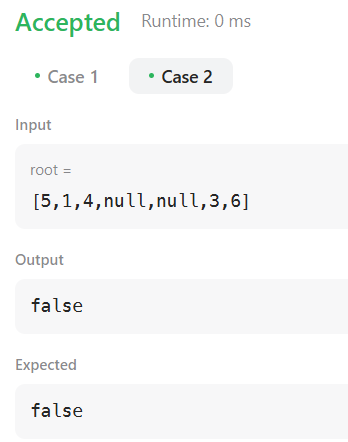 Accepted Runtime: 0 ms
Case 1 Case 2
Input
root =
[5,1,4,null,null,3,6]
Output
false
Expected
false